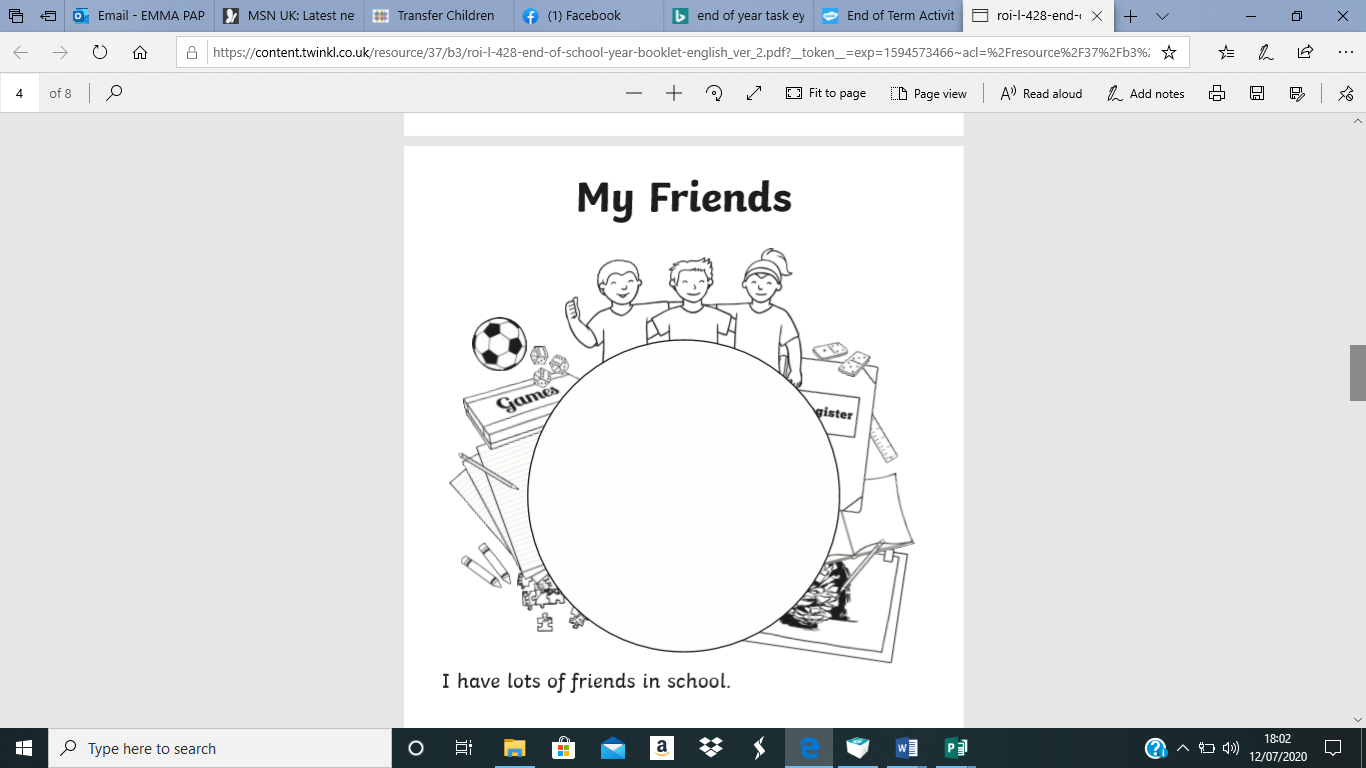 Email - EMMA PAP
MSN UK: Latest ne
Transfer Children
(1) Facebook
end of year task ey
End of Term Activit
roi-l-428-end-
https://content.twinkl.co.uk/resource/37/b3/roi-l-428-end-of-school-year-booklet-english_ver_2.pdf?__token__=exp=1594573466~acl=%2Fresource%2F37%2Fb3%2
4 of 8
Fit to page
Page view
Read aloud
Add notes
My Friends
Games
gister
I have lots of friends in school.
Type here to search
18:02
12/07/2020